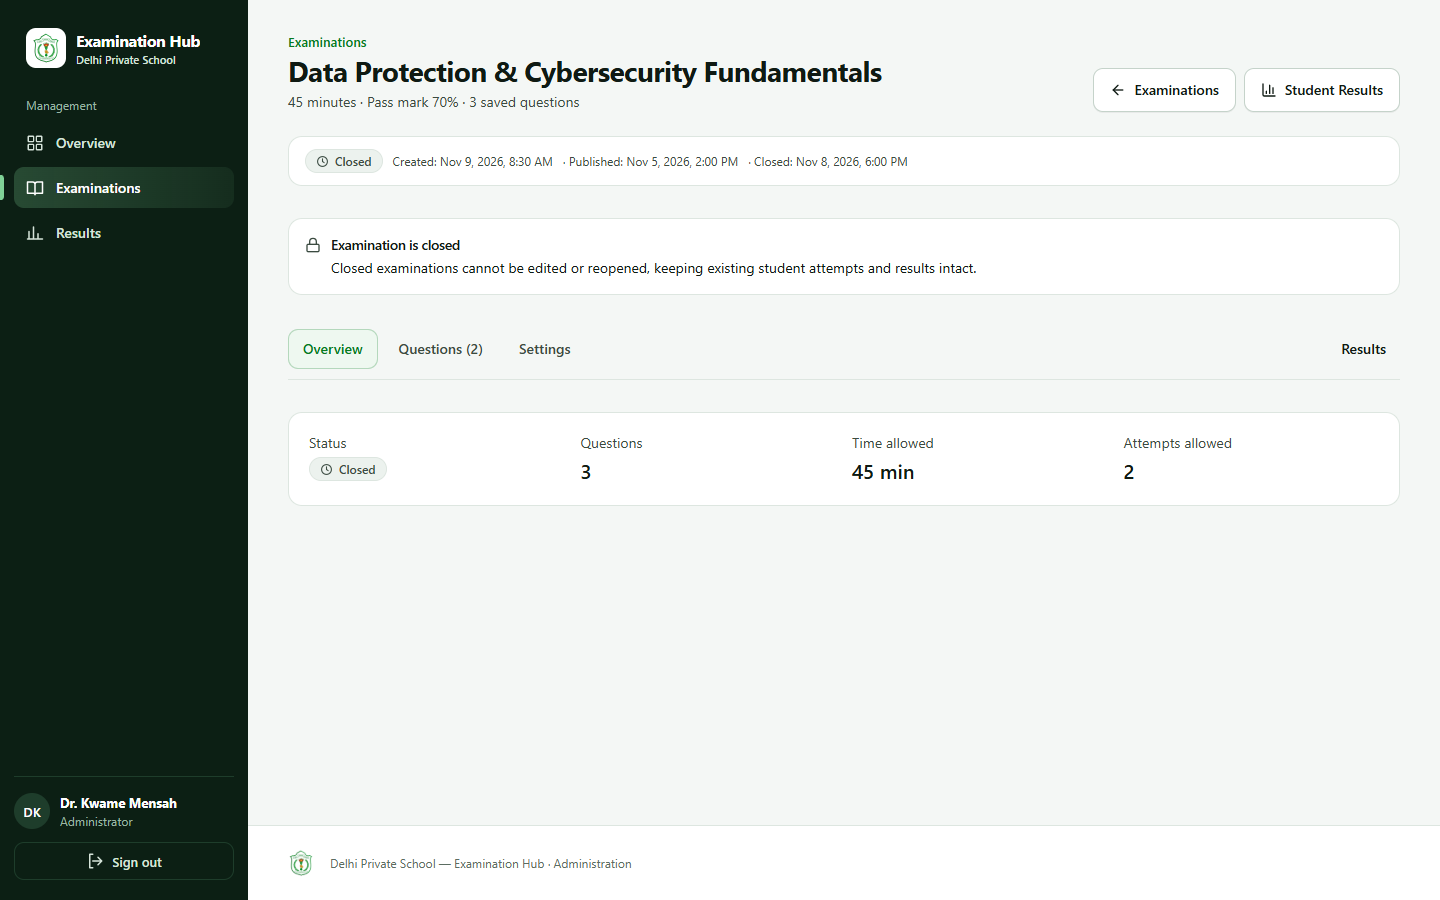 Examination Hub
Delhi Private School
Management
Overview
Examinations
Results
DK
Dr. Kwame Mensah
Administrator
Sign out
Examinations
Data Protection & Cybersecurity Fundamentals
45 minutes · Pass mark 70% · 3 saved questions
Examinations
Student Results
Closed Created: Nov 9, 2026, 8:30 AM · Published: Nov 5, 2026, 2:00 PM · Closed: Nov 8, 2026, 6:00 PM
Examination is closed
Closed examinations cannot be edited or reopened, keeping existing student attempts and results intact.
Overview Questions (2) Settings Results
Status Questions Time allowed Attempts allowed
Closed 3 45 min 2
Delhi Private School — Examination Hub · Administration